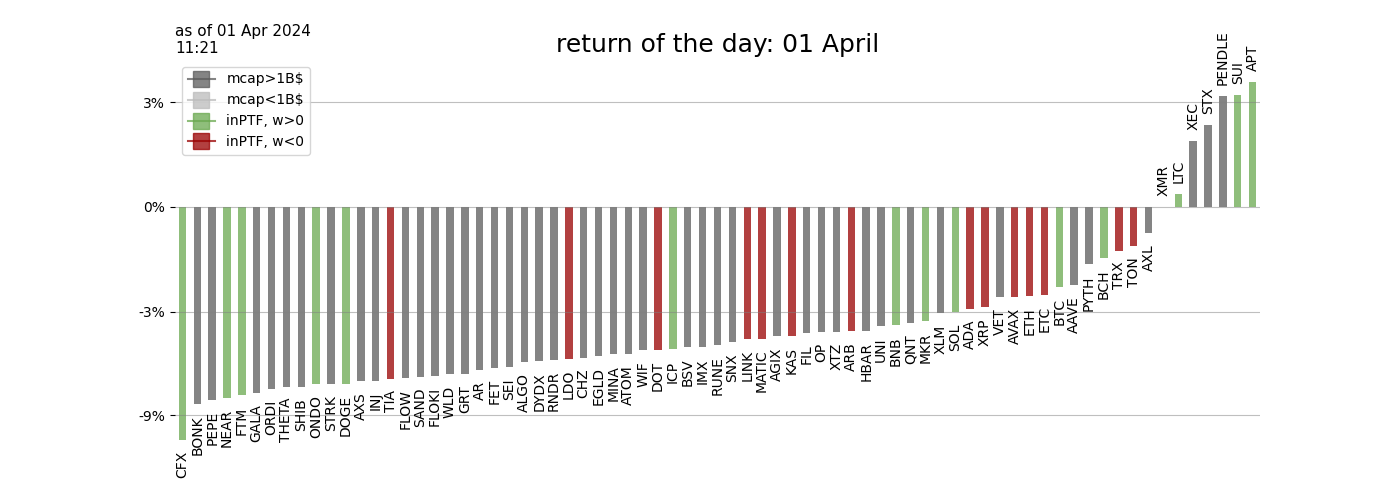 as of 01 Apr 2024
11:21
return of the day: 01 April
mcap>1B$
mcap<1B$
inPTF, w>0
inPTF, w<0
3%
0%
-3%
-9%
CFX
BONK
PEPE
NEAR
FTM
GALA
ORDI
THETA
SHIB
ONDO
STRK
DOGE
AXS
INJ
TIA
FLOW
SAND
FLOKI
WLD
GRT
AR
FET
SEI
ALGO
DYDX
RNDR
LDO
CHZ
EGLD
MINA
ATOM
WIF
DOT
ICP
BSV
IMX
RUNE
SNX
LINK
MATIC
AGIX
KAS
FIL
OP
XTZ
ARB
HBAR
UNI
BNB
QNT
MKR
XLM
SOL
ADA
XRP
VET
AVAX
ETH
ETC
BTC
AAVE
PYTH
BCH
TRX
TON
AXL
XMR
LTC
XEC
STX
PENDLE
SUI
APT